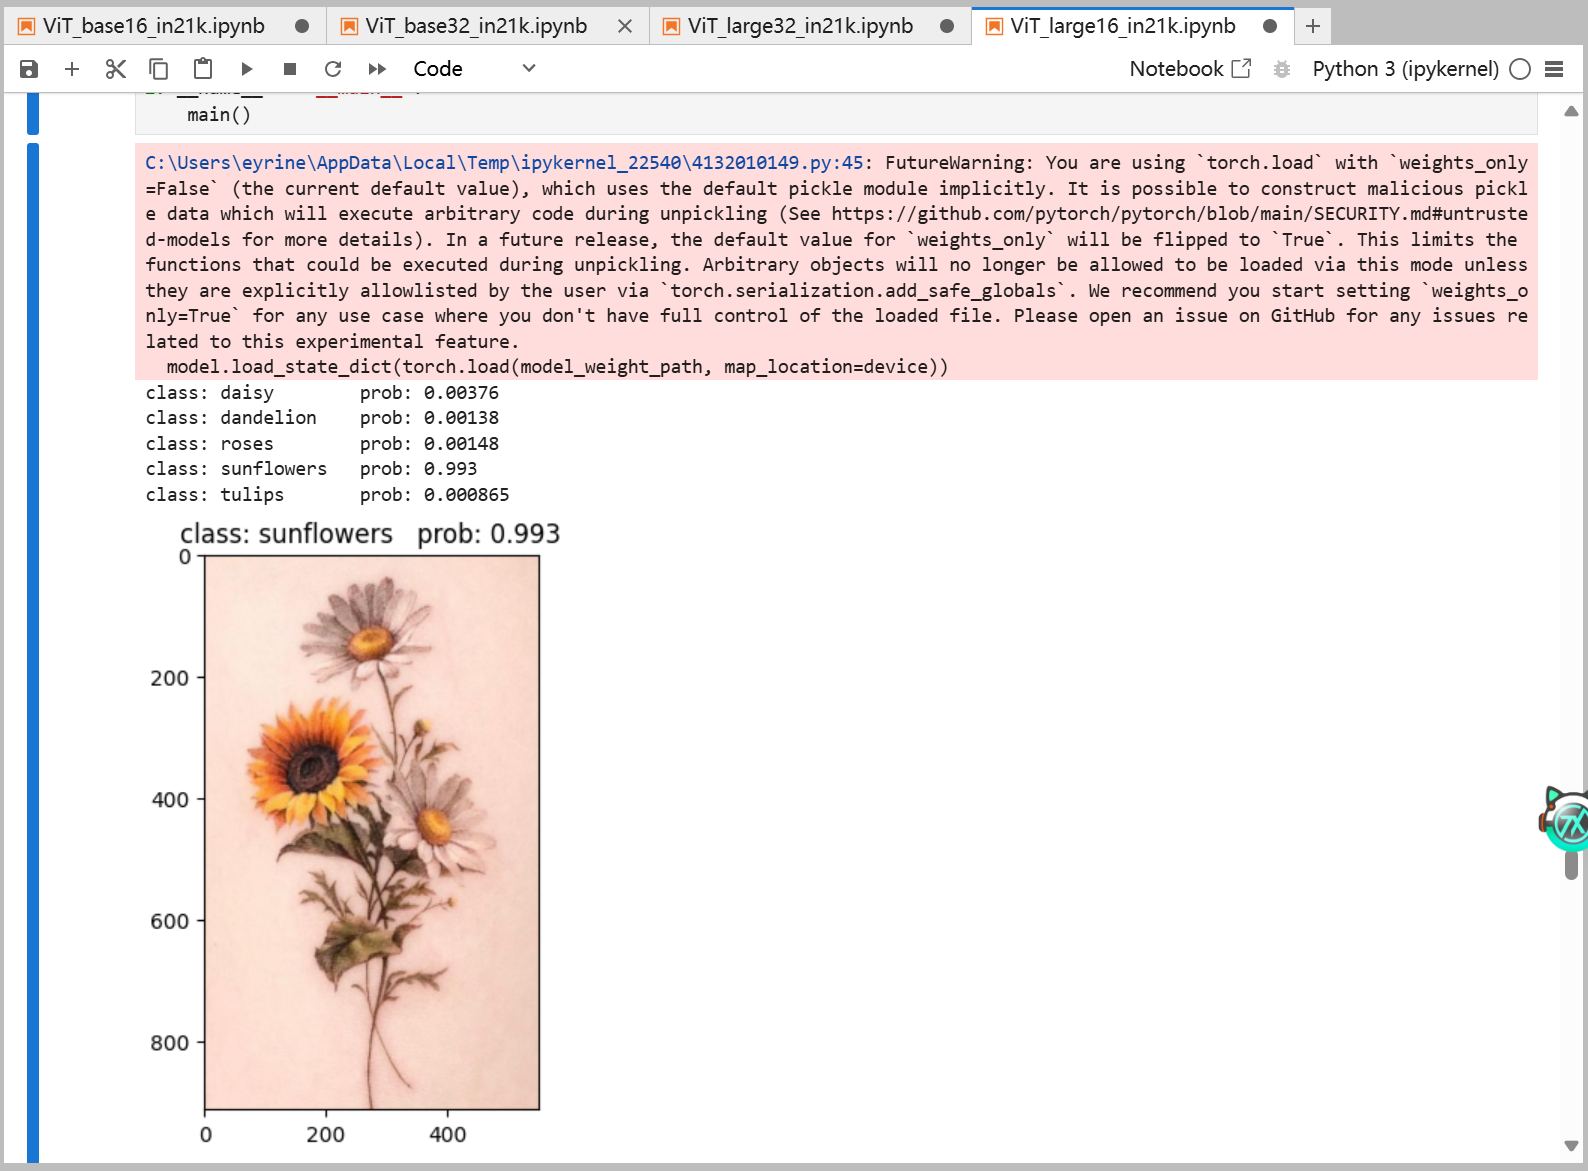 ViT_base16_in21k.ipynb
ViT_base32_in21k.ipynb
ViT_large32_in21k.ipynb
ViT_large16_in21k.ipynb
Code
Notebook
Python 3 (ipykernel)
main()
C:\Users\eyrine\AppData\Local\Temp\ipykernel_22540\4132010149.py:45: FutureWarning: You are using `torch.load` with `weights_only
=False` (the current default value), which uses the default pickle module implicitly. It is possible to construct malicious pickl
e data which will execute arbitrary code during unpickling (See https://github.com/pytorch/pytorch/blob/main/SECURITY.md#untruste
d-models for more details). In a future release, the default value for `weights_only` will be flipped to `True`. This limits the
functions that could be executed during unpickling. Arbitrary objects will no longer be allowed to be loaded via this mode unless
they are explicitly allowlisted by the user via `torch.serialization.add_safe_globals`. We recommend you start setting `weights_o
nly=True` for any use case where you don't have full control of the loaded file. Please open an issue on GitHub for any issues re
lated to this experimental feature.
model.load_state_dict(torch.load(model_weight_path, map_location=device))
class: daisy prob: 0.00376
class: dandelion prob: 0.00138
class: roses prob: 0.00148
class: sunflowers prob: 0.993
class: tulips prob: 0.000865
class: sunflowers prob: 0.993
0
200
400
600
800
0 200 400
7X